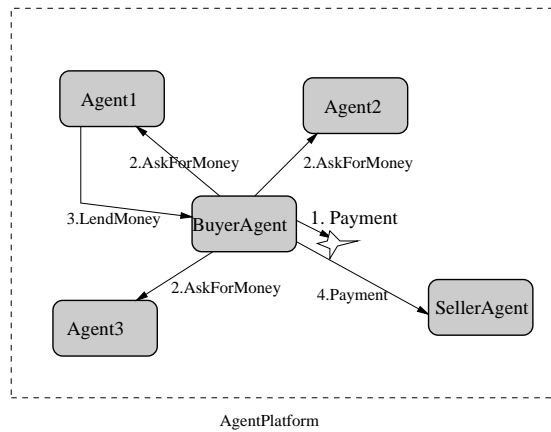 Agent1
Agent2
2.AskForMoney
2.AskForMoney
3.LendMoney
BuyerAgent
1. Payment
2.AskForMoney
4.Payment
SellerAgent
Agent3
AgentPlatform